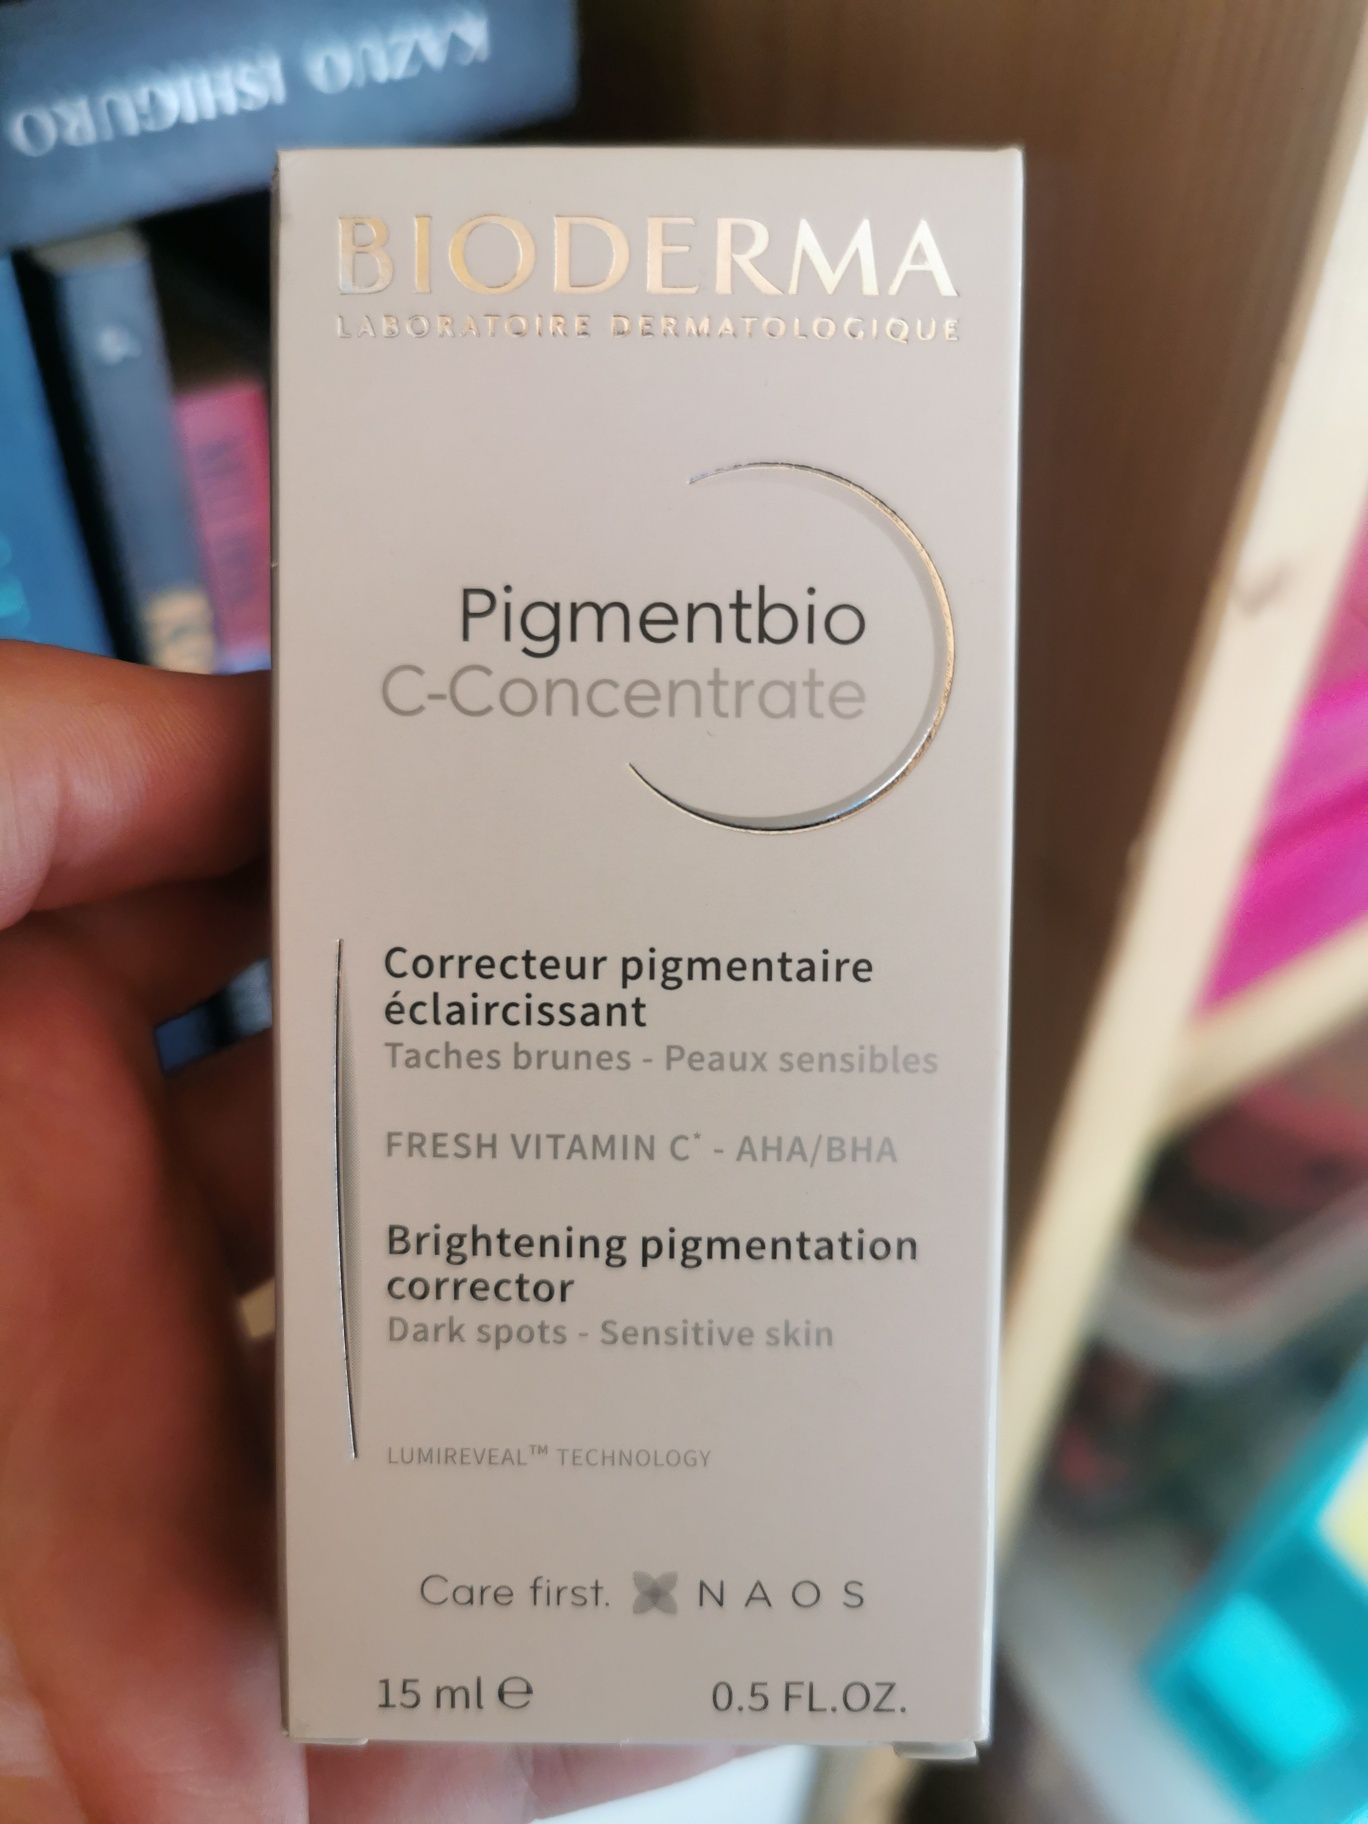 KAZUO ISHIGURO
BIODERMA
LABORATOIRE DERMATOLOGIQUE
Pigmentbio
C-Concentrate
Correcteur pigmentaire
éclaircissant
Taches brunes - Peaux sensibles
FRESH VITAMIN C* - AHA/BHA
Brightening pigmentation
corrector
Dark spots - Sensitive skin
LUMIREVEAL™ TECHNOLOGY
Care first. NAOS
15 ml ℮ 0.5 FL.OZ.